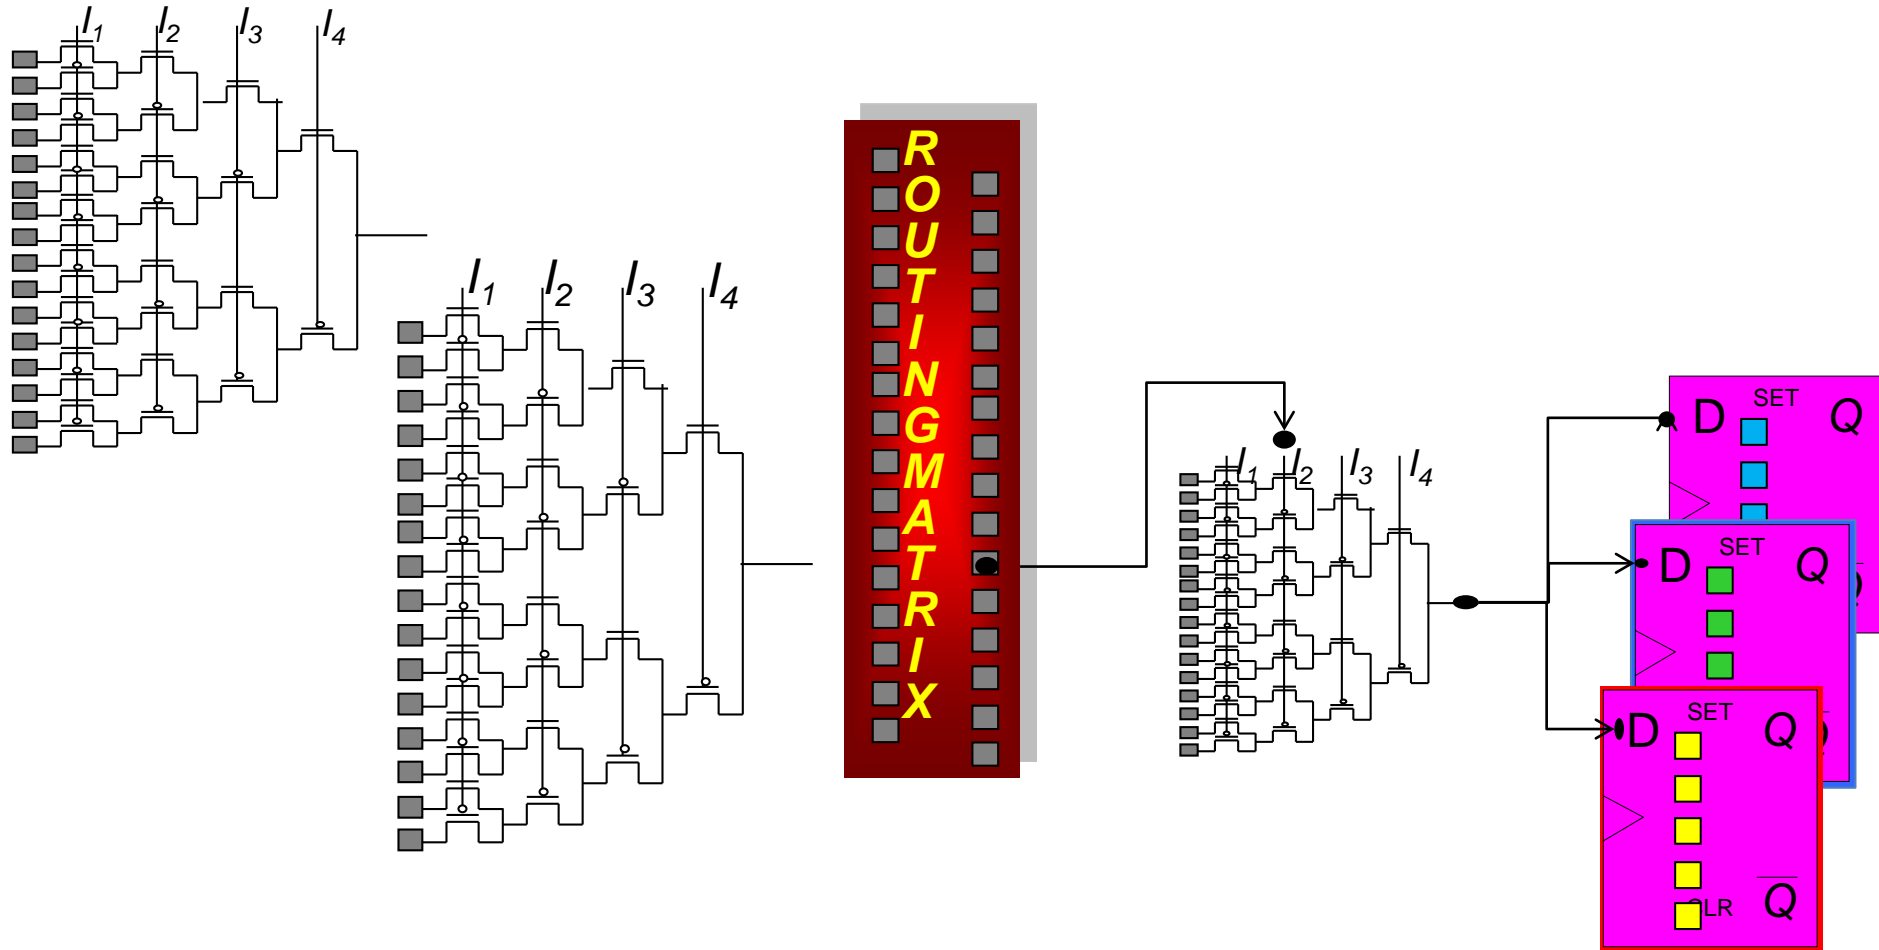 I1 I2 I3 I4
I1 I2 I3 I4
ROUTINGMATRIX
I1 I2 I3 I4
D SET Q
D SET Q
D SET Q
CLR Q̅